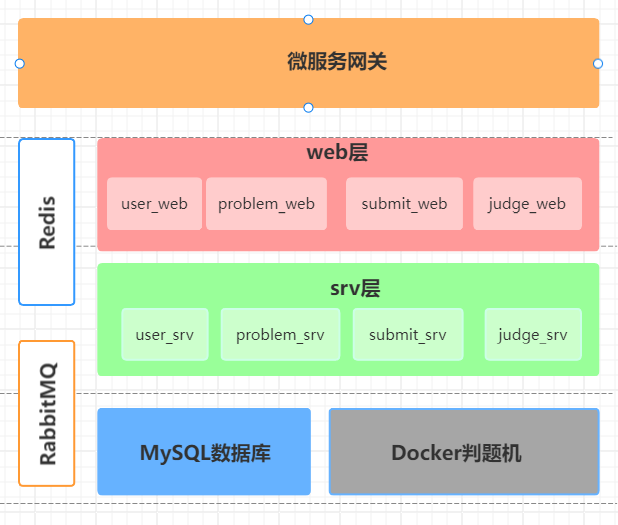 微服务网关
Redis
web层
user_web
problem_web
submit_web
judge_web
srv层
user_srv
problem_srv
submit_srv
judge_srv
RabbitMQ
MySQL数据库
Docker判题机